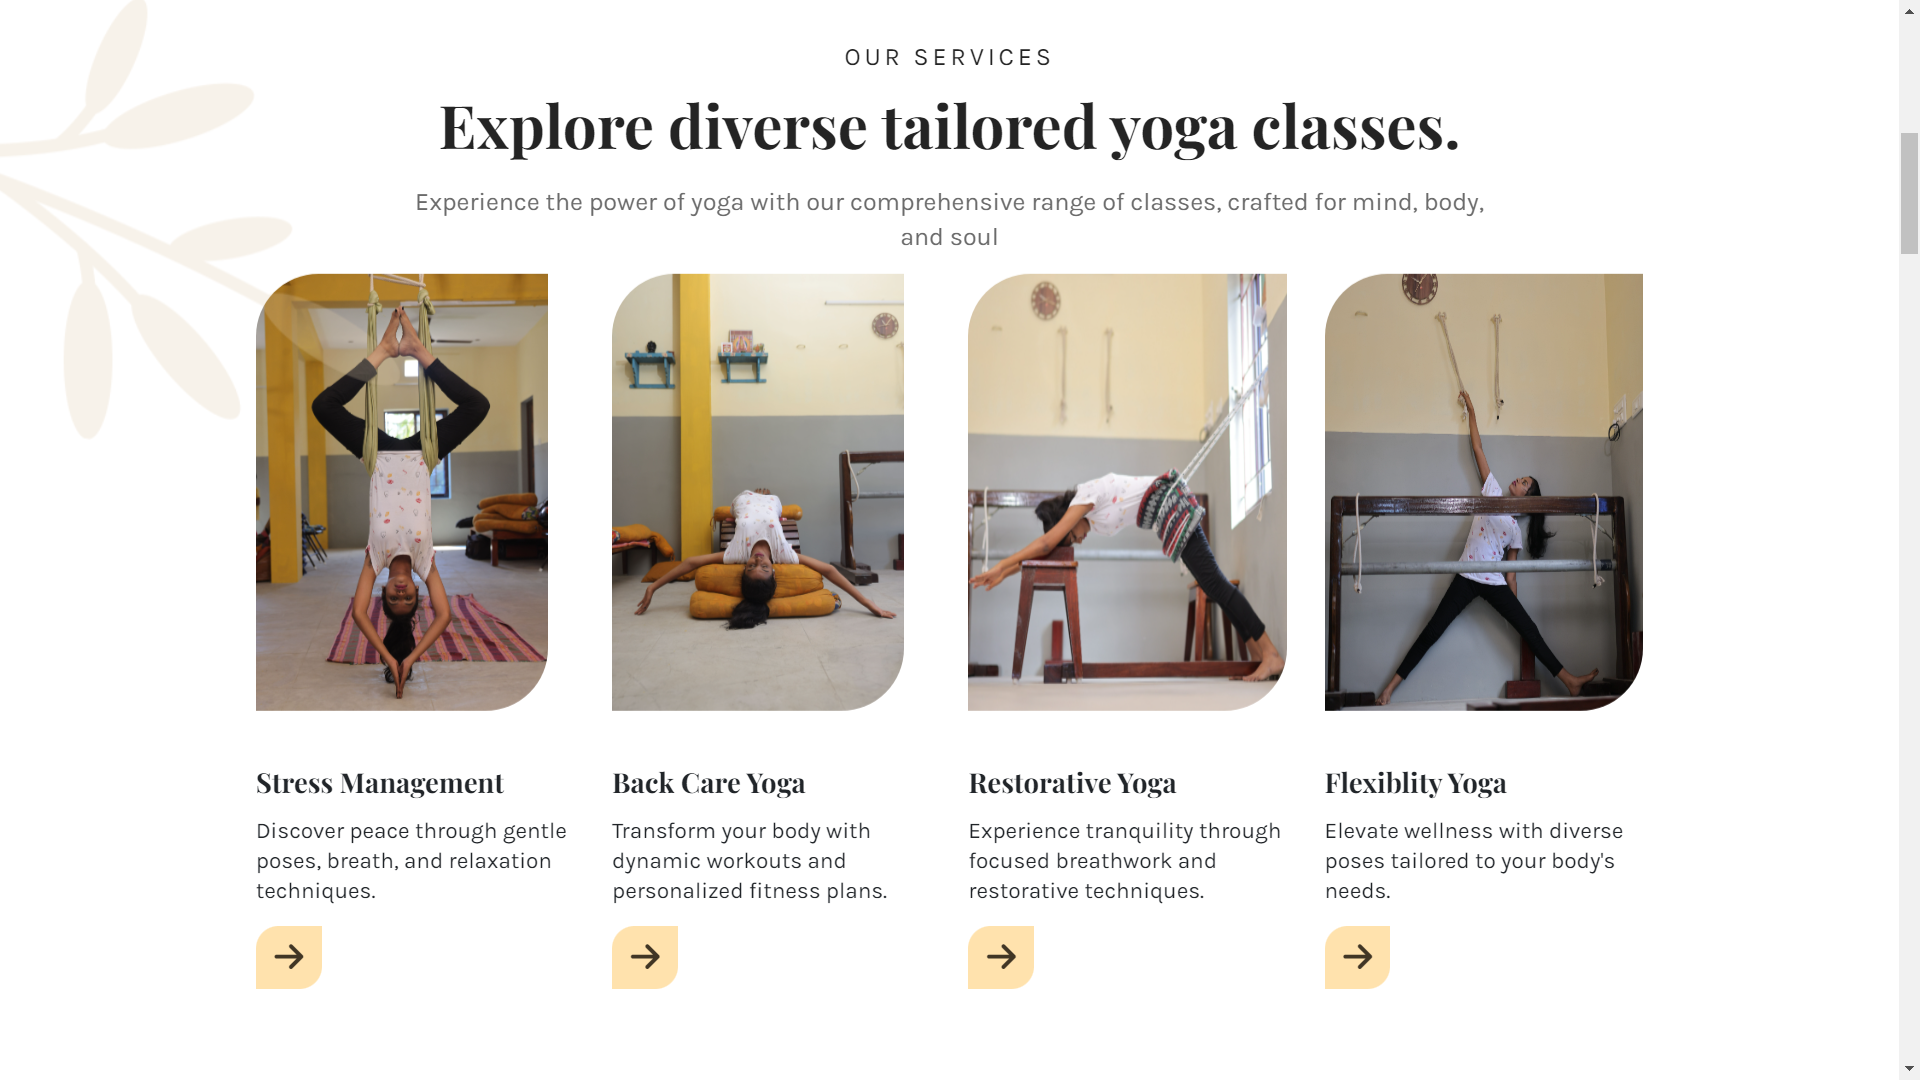 OUR SERVICES
Explore diverse tailored yoga classes.
Experience the power of yoga with our comprehensive range of classes, crafted for mind, body,
and soul
Stress Management
Discover peace through gentle
poses, breath, and relaxation
techniques.
Back Care Yoga
Transform your body with
dynamic workouts and
personalized fitness plans.
Restorative Yoga
Experience tranquility through
focused breathwork and
restorative techniques.
Flexiblity Yoga
Elevate wellness with diverse
poses tailored to your body's
needs.